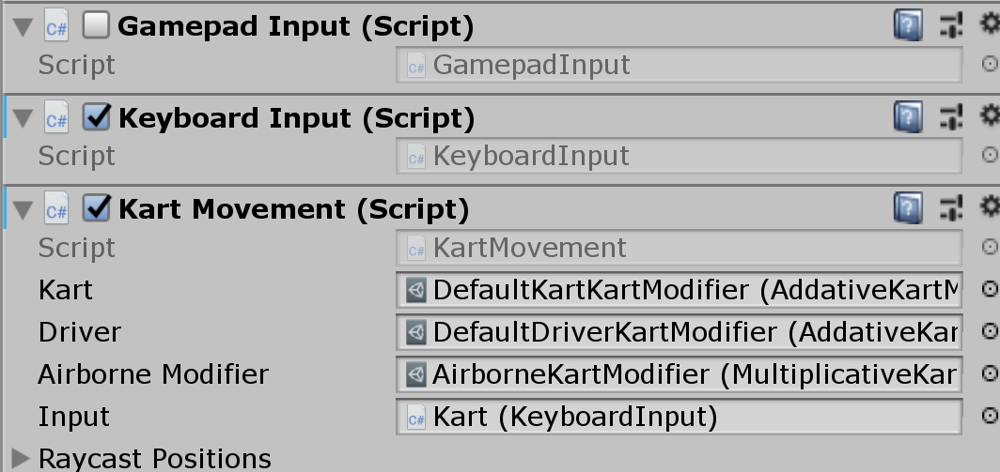 C# Gamepad Input (Script)
Script C# GamepadInput
C# Keyboard Input (Script)
Script C# KeyboardInput
C# Kart Movement (Script)
Script C# KartMovement
Kart DefaultKartKartModifier (AddativeKartM
Driver DefaultDriverKartModifier (AddativeKar
Airborne Modifier AirborneKartModifier (MultiplicativeKar
Input C# Kart (KeyboardInput)
Raycast Positions